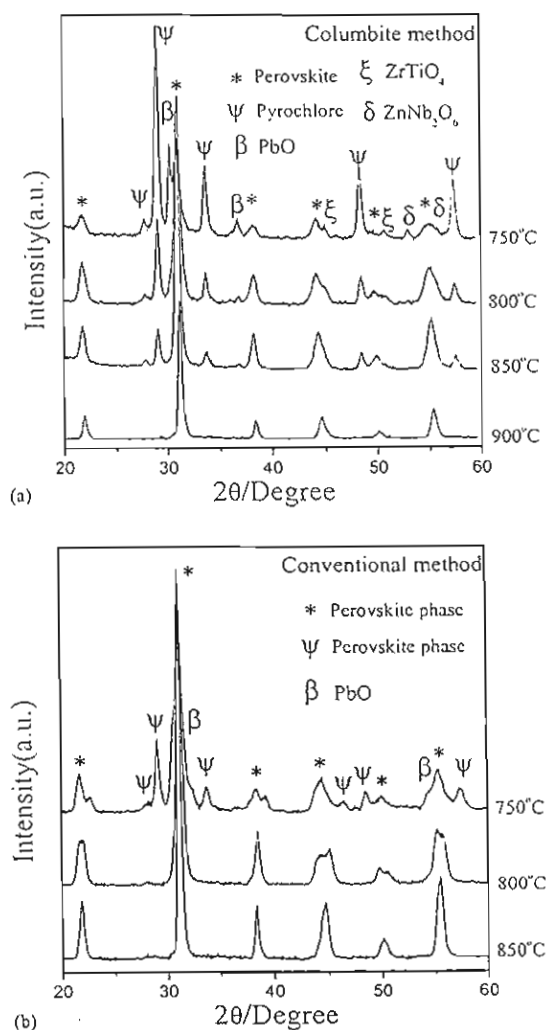 Columbite method
* Perovskite ξ ZrTiO₄
ψ Pyrochlore δ ZnNb₂O₆
β PbO
ψ
β *
* ψ ψ β * * ξ ψ * ξ δ * δ ψ
750°C
800°C
850°C
900°C
Intensity(a.u.)
20 30 40 50 60
2θ/Degree
(a)
Conventional method
* Perovskite phase
ψ Perovskite phase
β PbO
*
* ψ ψ β ψ * * ψ ψ * β * ψ
750°C
800°C
850°C
Intensity(a.u.)
20 30 40 50 60
2θ/Degree
(b)